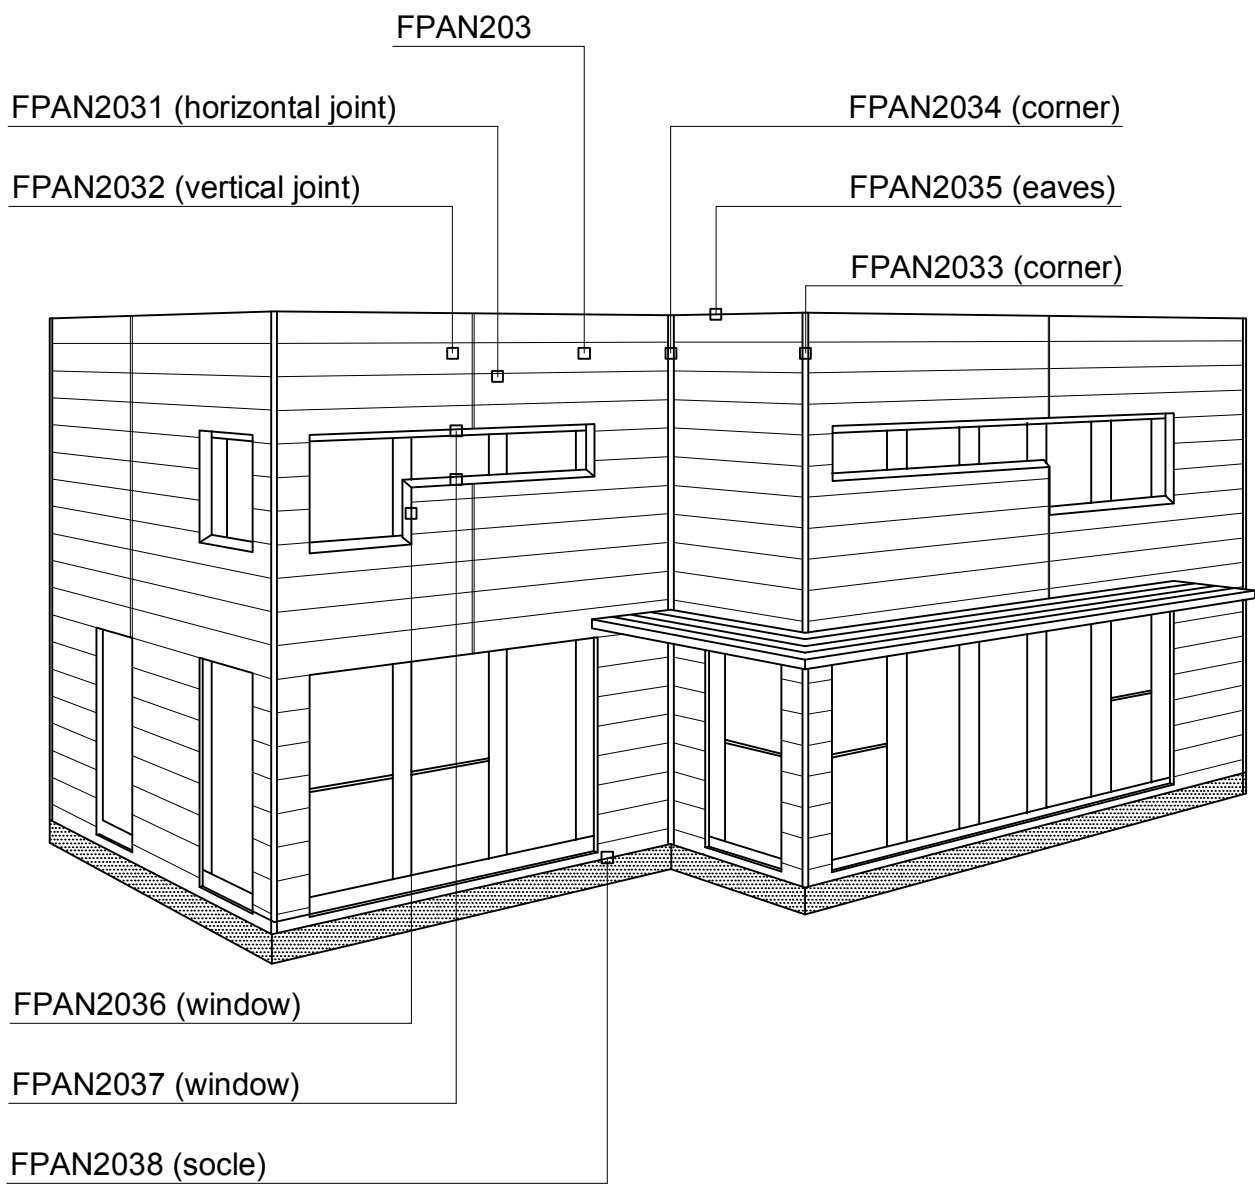 FPAN203
FPAN2031 (horizontal joint)
FPAN2034 (corner)
FPAN2032 (vertical joint)
FPAN2035 (eaves)
FPAN2033 (corner)
FPAN2036 (window)
FPAN2037 (window)
FPAN2038 (socle)